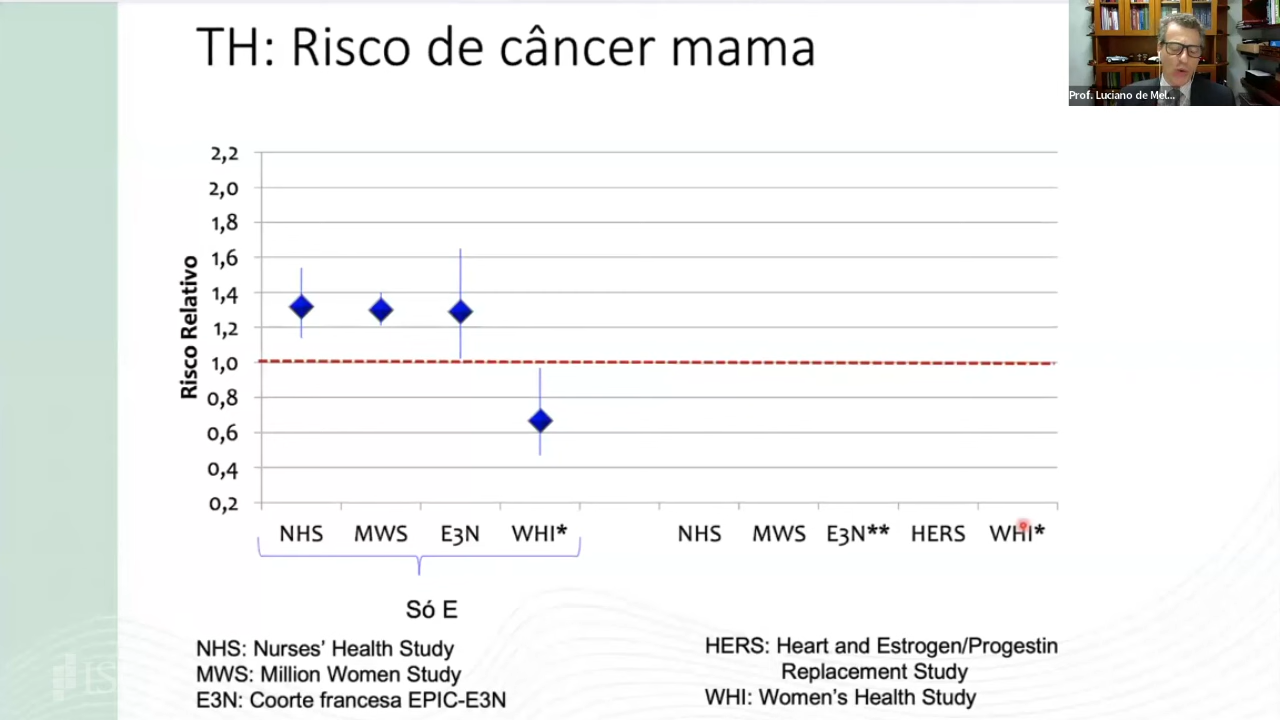 TH: Risco de câncer mama
Prof. Luciano de Mel...
Risco Relativo
2,2
2,0
1,8
1,6
1,4
1,2
1,0
0,8
0,6
0,4
0,2
NHS MWS E3N WHI* NHS MWS E3N** HERS WHI*
Só E
NHS: Nurses’ Health Study
MWS: Million Women Study
E3N: Coorte francesa EPIC-E3N
HERS: Heart and Estrogen/Progestin
Replacement Study
WHI: Women’s Health Study